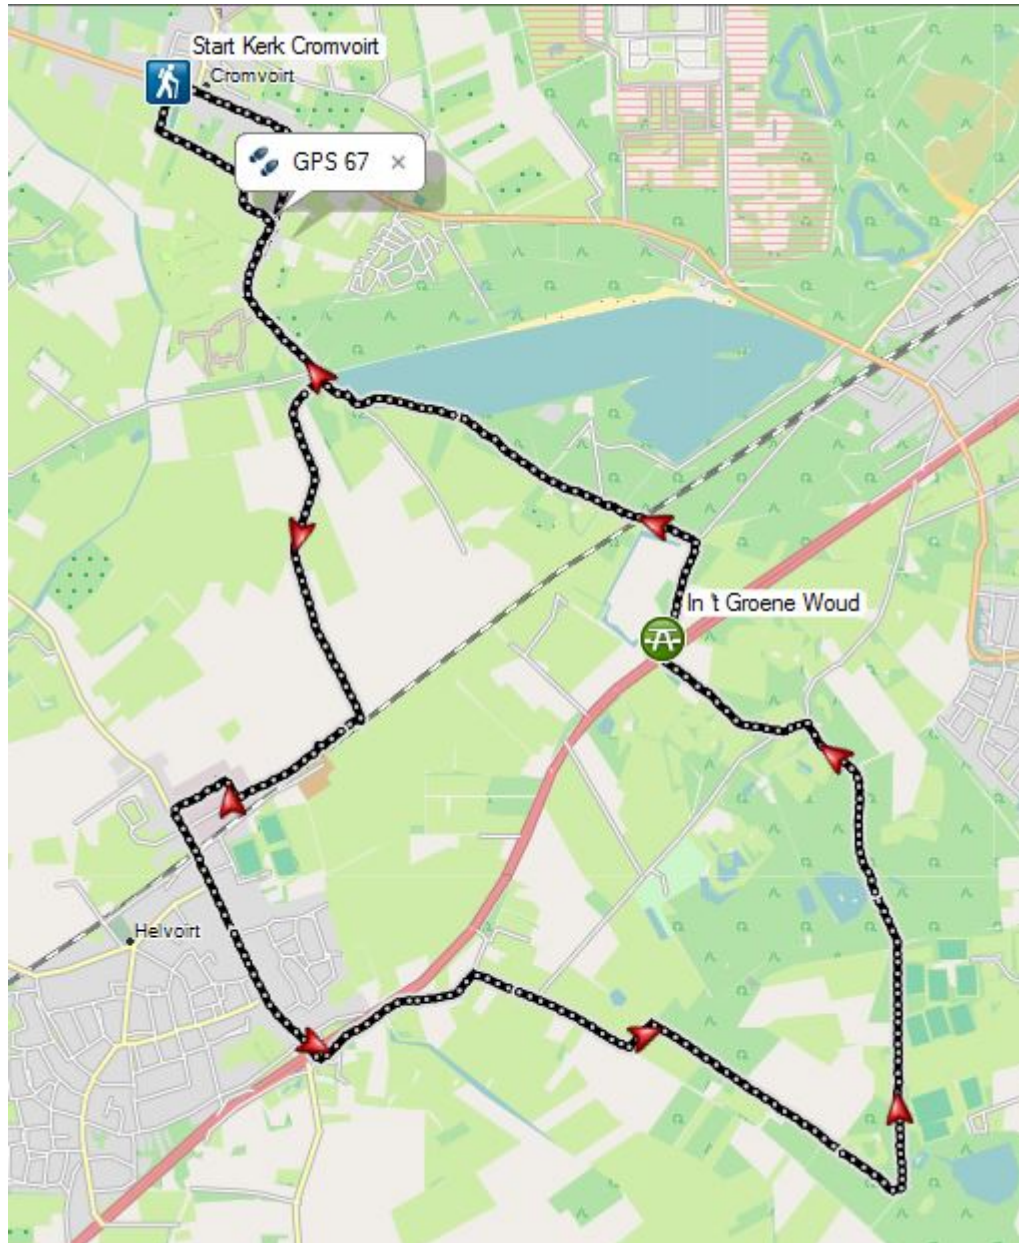 Start Kerk Cromvoirt
Cromvoirt
GPS 67 ×
In 't Groene Woud
Helvoirt